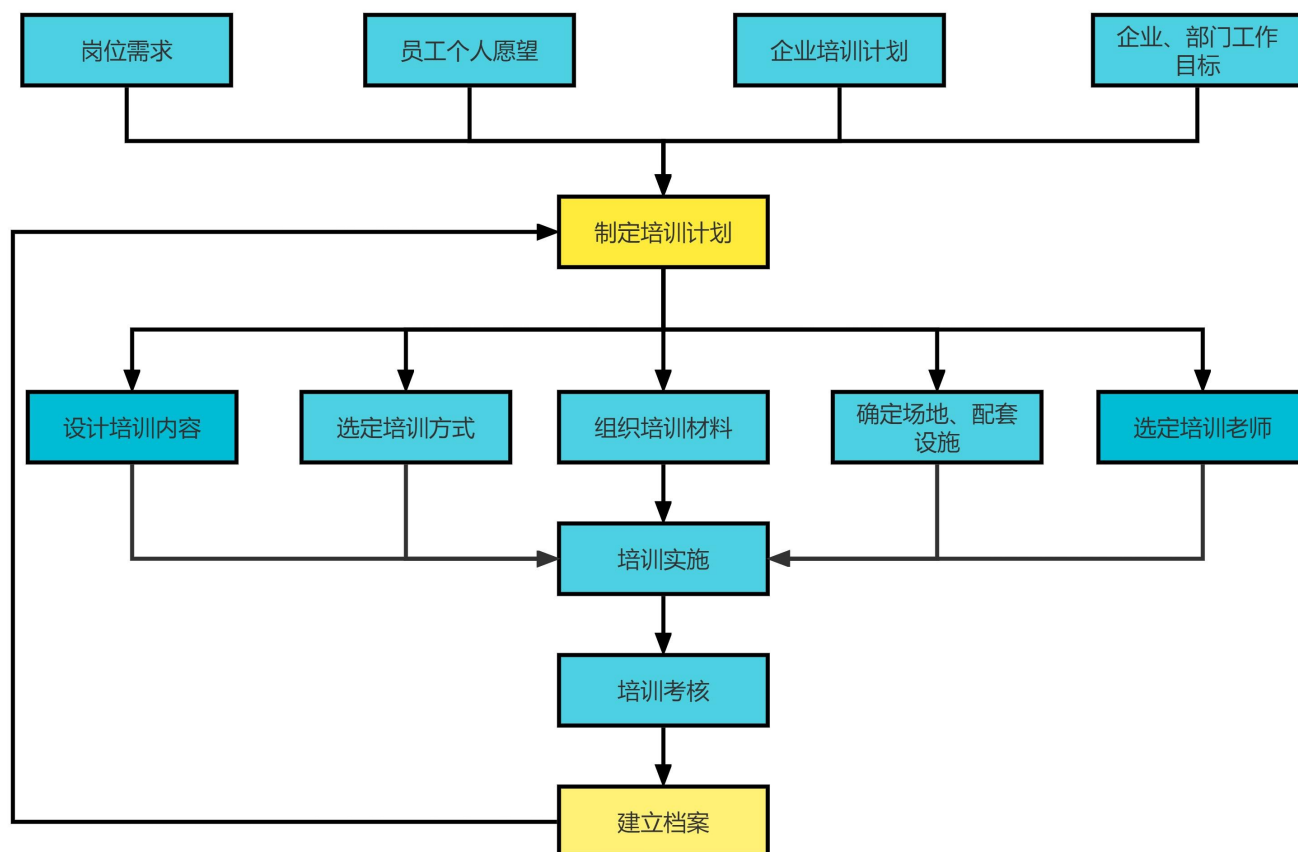 岗位需求
员工个人愿望
企业培训计划
企业、部门工作
目标
制定培训计划
设计培训内容
选定培训方式
组织培训材料
确定场地、配套
设施
选定培训老师
培训实施
培训考核
建立档案